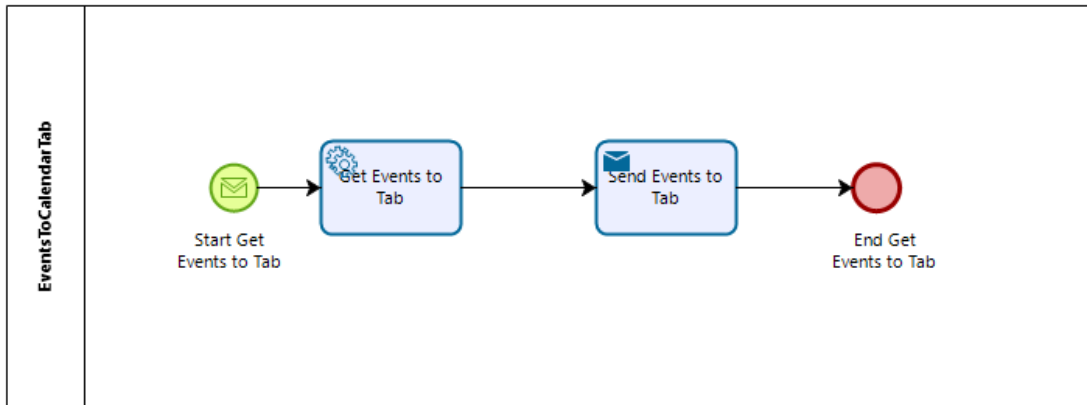 EventsToCalendarTab
Get Events to
Tab
Send Events to
Tab
Start Get
Events to Tab
End Get
Events to Tab